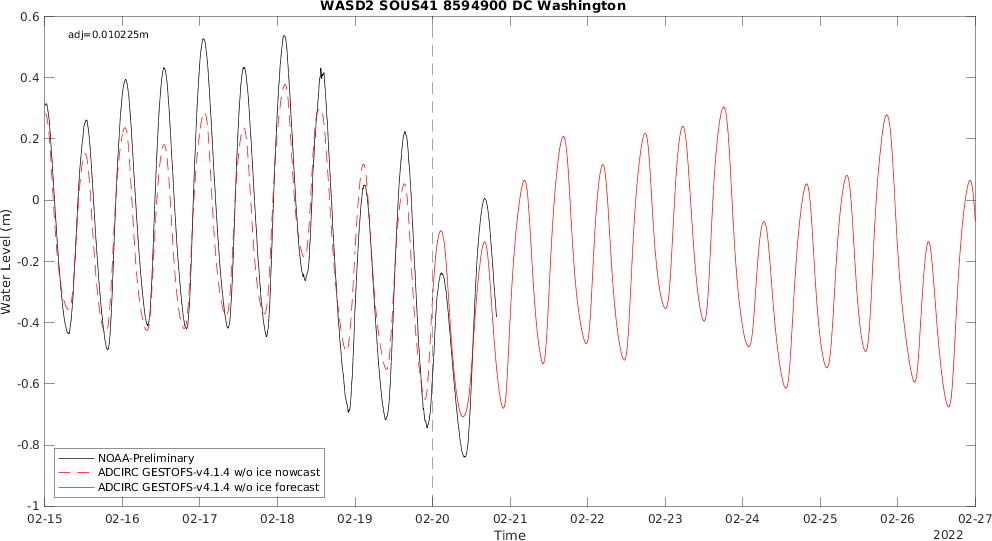 WASD2 SOUS41 8594900 DC Washington
0.6
adj=0.010225m
0.4
0.2
0
-0.2
-0.4
-0.6
-0.8
-1
Water Level (m)
NOAA-Preliminary
ADCIRC GESTOFS-v4.1.4 w/o ice nowcast
ADCIRC GESTOFS-v4.1.4 w/o ice forecast
02-15 02-16 02-17 02-18 02-19 02-20 02-21 02-22 02-23 02-24 02-25 02-26 02-27
Time
2022